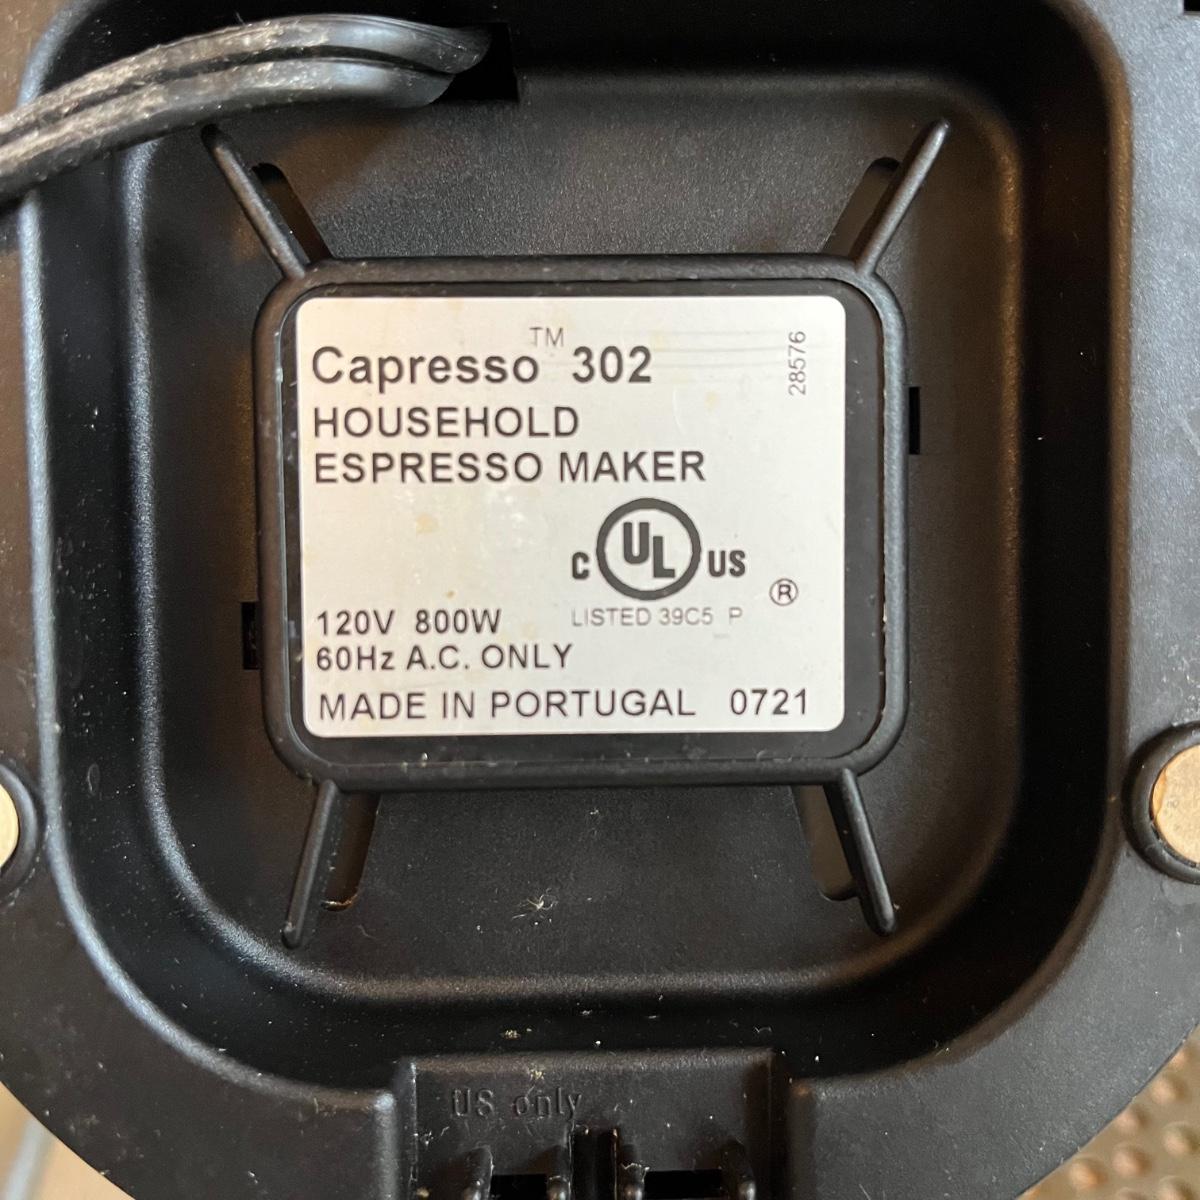 Capresso™ 302
28576
HOUSEHOLD
ESPRESSO MAKER
C UL US ®
LISTED 39C5 P
120V 800W
60Hz A.C. ONLY
MADE IN PORTUGAL 0721
US only